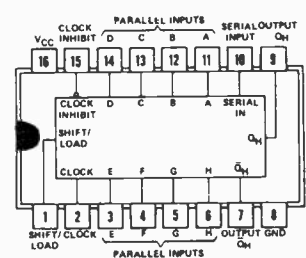 PARALLEL INPUTS
CLOCK SERIAL OUTPUT
VCC INHIBIT D C B A INPUT QH
16 15 14 13 12 11 10 9
CLOCK D C B A SERIAL
INHIBIT IN
SHIFT/
LOAD QH
CLOCK E F G H Q̅H
1 2 3 4 5 6 7 8
SHIFT/ CLOCK E F G H OUTPUT GND
LOAD Q̅H
PARALLEL INPUTS